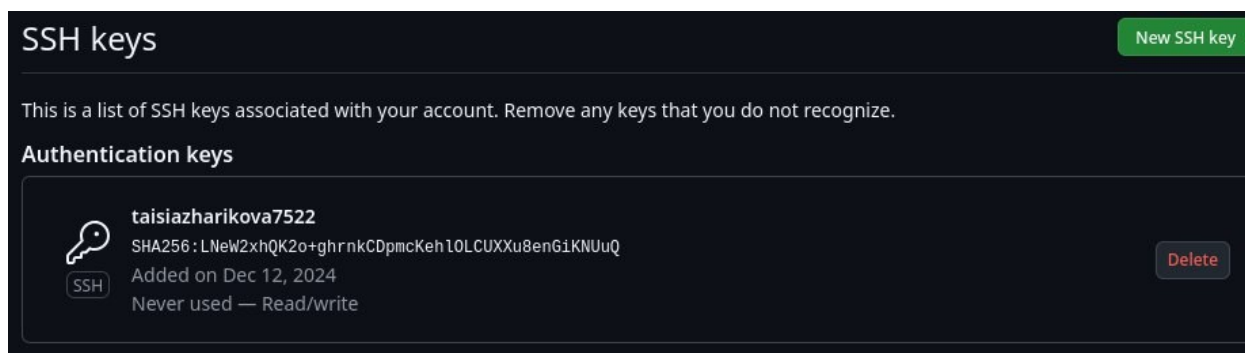 SSH keys
New SSH key
This is a list of SSH keys associated with your account. Remove any keys that you do not recognize.
Authentication keys
taisiazharikova7522
SHA256:LNeW2xhQK2o+ghrnkCDpmcKehlOLCUXXu8enGiKNUuQ
Added on Dec 12, 2024
SSH
Never used — Read/write
Delete